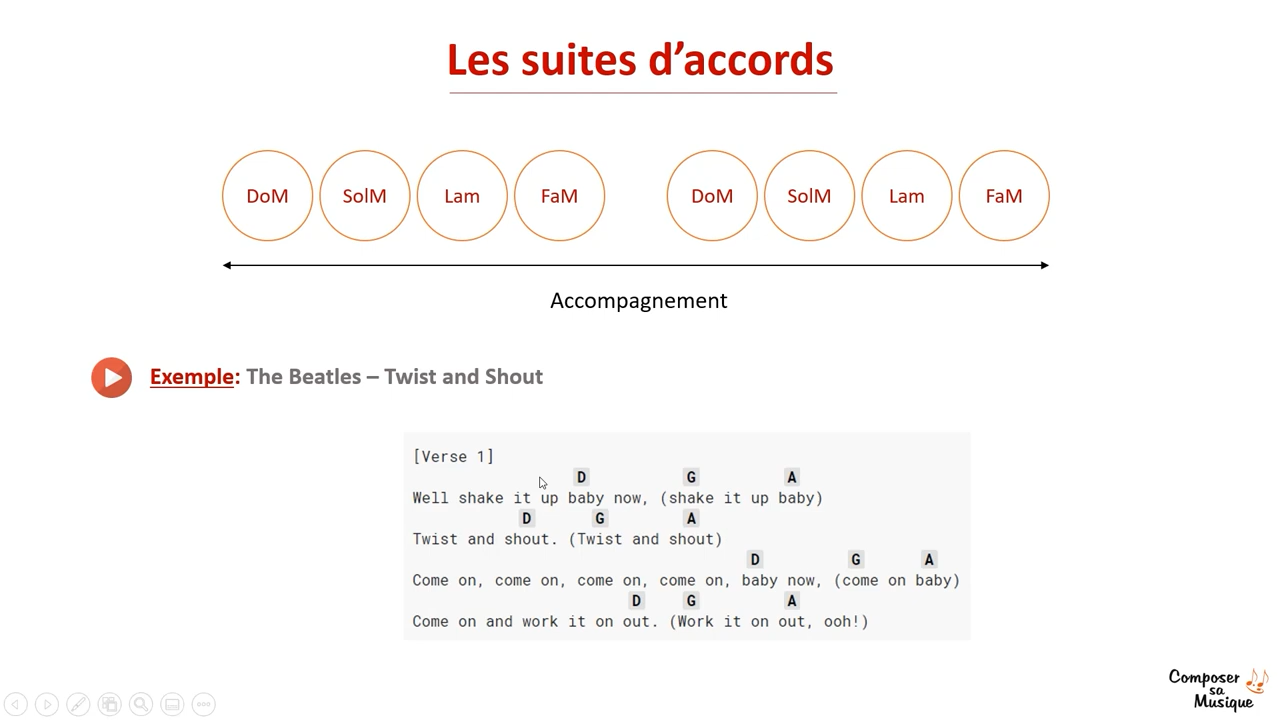 Les suites d’accords
DoM SolM Lam FaM DoM SolM Lam FaM
Accompagnement
Exemple: The Beatles – Twist and Shout
[Verse 1]
D G A
Well shake it up baby now, (shake it up baby)
D G A
Twist and shout. (Twist and shout)
D G A
Come on, come on, come on, come on, baby now, (come on baby)
D G A
Come on and work it on out. (Work it on out, ooh!)
Composer
sa
Musique